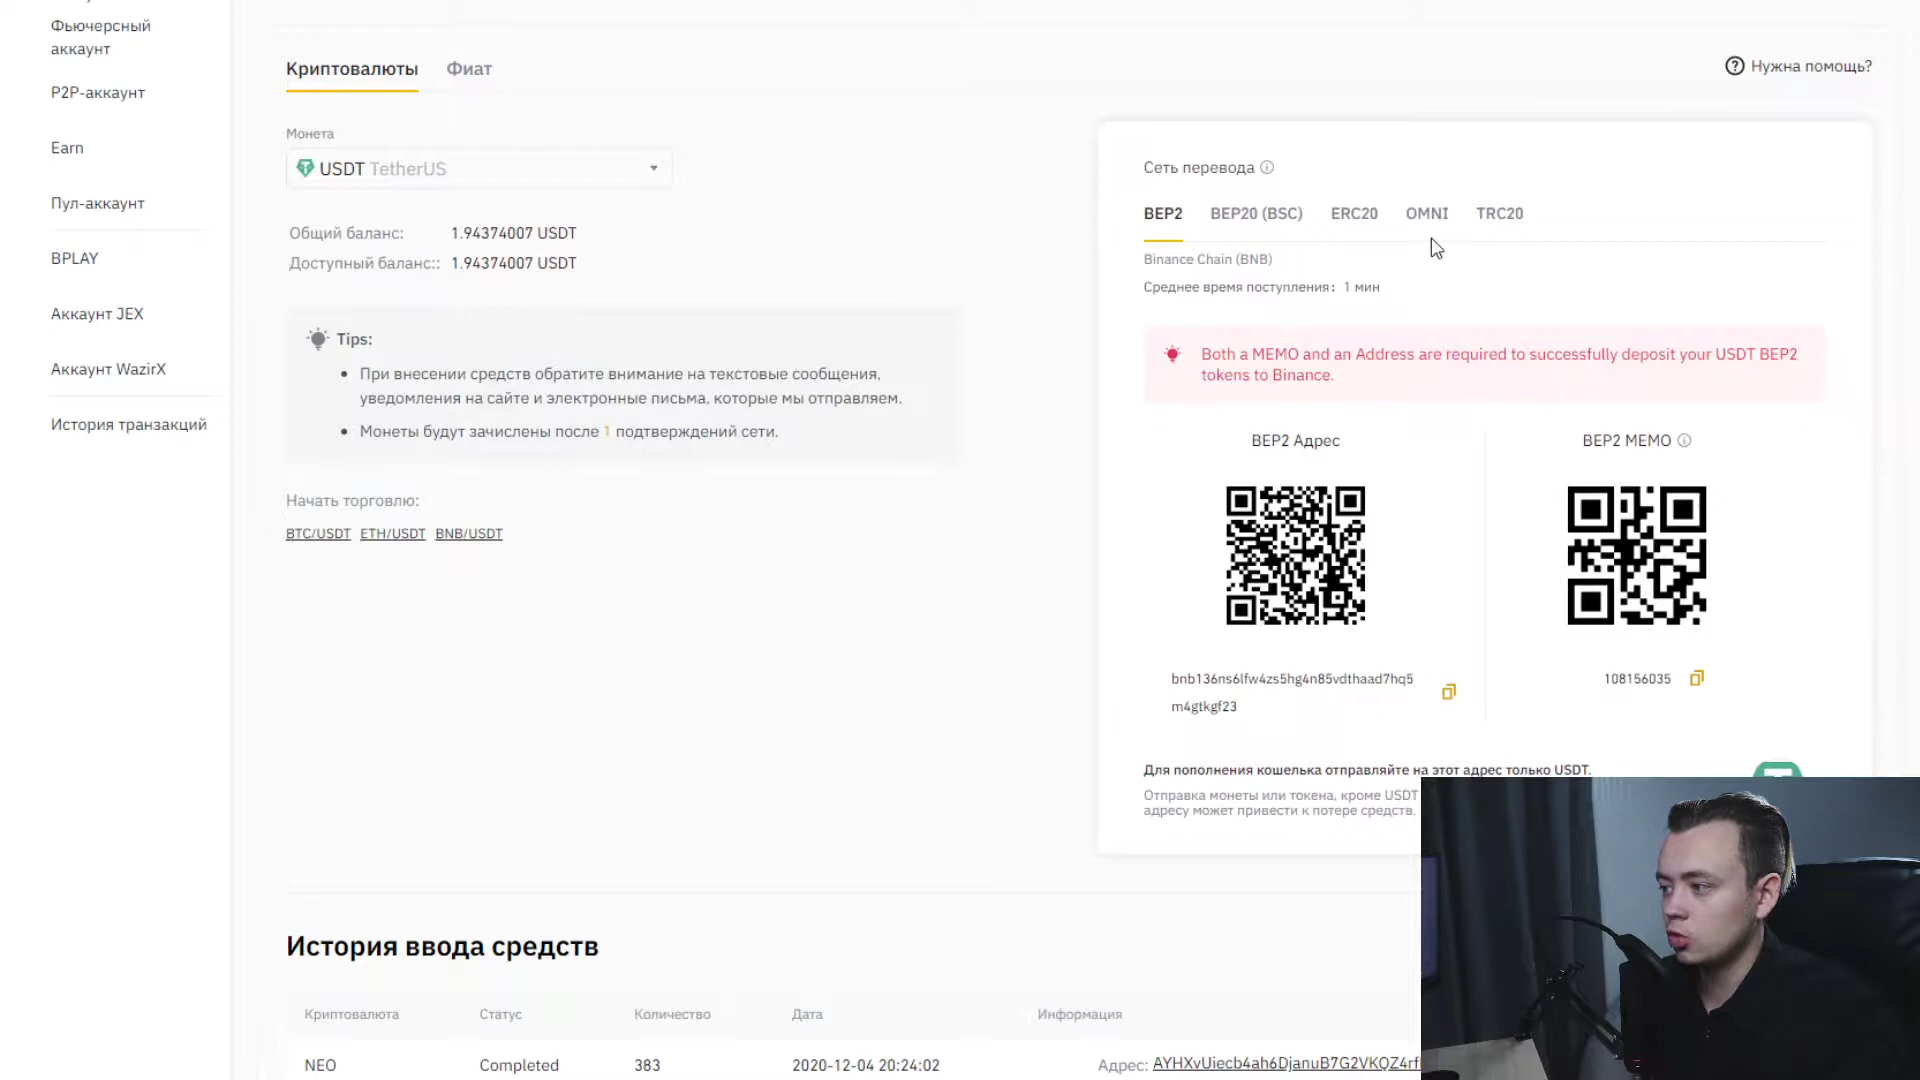 Фьючерсный
аккаунт
P2P-аккаунт
Earn
Пул-аккаунт
BPLAY
Аккаунт JEX
Аккаунт WazirX
История транзакций
Криптовалюты Фиат
Нужна помощь?
Монета
USDT TetherUS
Общий баланс: 1.94374007 USDT
Доступный баланс:: 1.94374007 USDT
Tips:
При внесении средств обратите внимание на текстовые сообщения,
уведомления на сайте и электронные письма, которые мы отправляем.
Монеты будут зачислены после 1 подтверждений сети.
Начать торговлю:
BTC/USDT ETH/USDT BNB/USDT
Сеть перевода
BEP2 BEP20 (BSC) ERC20 OMNI TRC20
Binance Chain (BNB)
Среднее время поступления: 1 мин
Both a MEMO and an Address are required to successfully deposit your USDT BEP2
tokens to Binance.
BEP2 Адрес
BEP2 MEMO
bnb136ns6lfw4zs5hg4n85vdthaad7hq5
m4gtkgf23
108156035
Для пополнения кошелька отправляйте на этот адрес только USDT.
Отправка монеты или токена, кроме USDT
адресу может привести к потере средств.
История ввода средств
Криптовалюта Статус Количество Дата Информация
NEO Completed 383 2020-12-04 20:24:02 Адрес: AYHXvUiecb4ah6DjanuB7G2VKQZ4rf